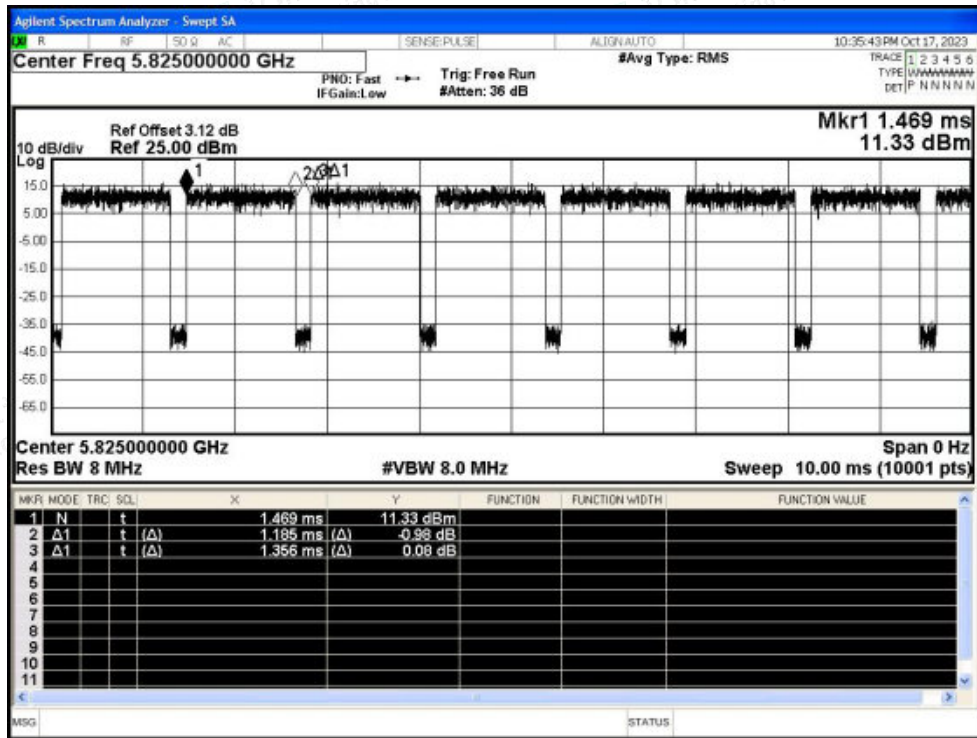 Agilent Spectrum Analyzer - Swept SA
R RF 50 Ω AC SENSE:PULSE ALIGNAUTO 10:35:43 PM Oct 17, 2023
Center Freq 5.825000000 GHz #Avg Type: RMS TRACE 1 2 3 4 5 6
PNO: Fast Trig: Free Run TYPE
IFGain:Low #Atten: 36 dB DET P N N N N N
Mkr1 1.469 ms
Ref Offset 3.12 dB
10 dB/div Ref 25.00 dBm 11.33 dBm
Log
1 2Δ1 3Δ1
15.0
5.00
-5.00
-15.0
-25.0
-35.0
-45.0
-55.0
-65.0
Center 5.825000000 GHz Span 0 Hz
Res BW 8 MHz #VBW 8.0 MHz Sweep 10.00 ms (10001 pts)
MKR MODE TRC SCL X Y FUNCTION FUNCTION WIDTH FUNCTION VALUE
1 N t 1.469 ms 11.33 dBm
2 Δ1 t (Δ) 1.185 ms (Δ) -0.98 dB
3 Δ1 t (Δ) 1.356 ms (Δ) 0.08 dB
4
5
6
7
8
9
10
11
MSG STATUS